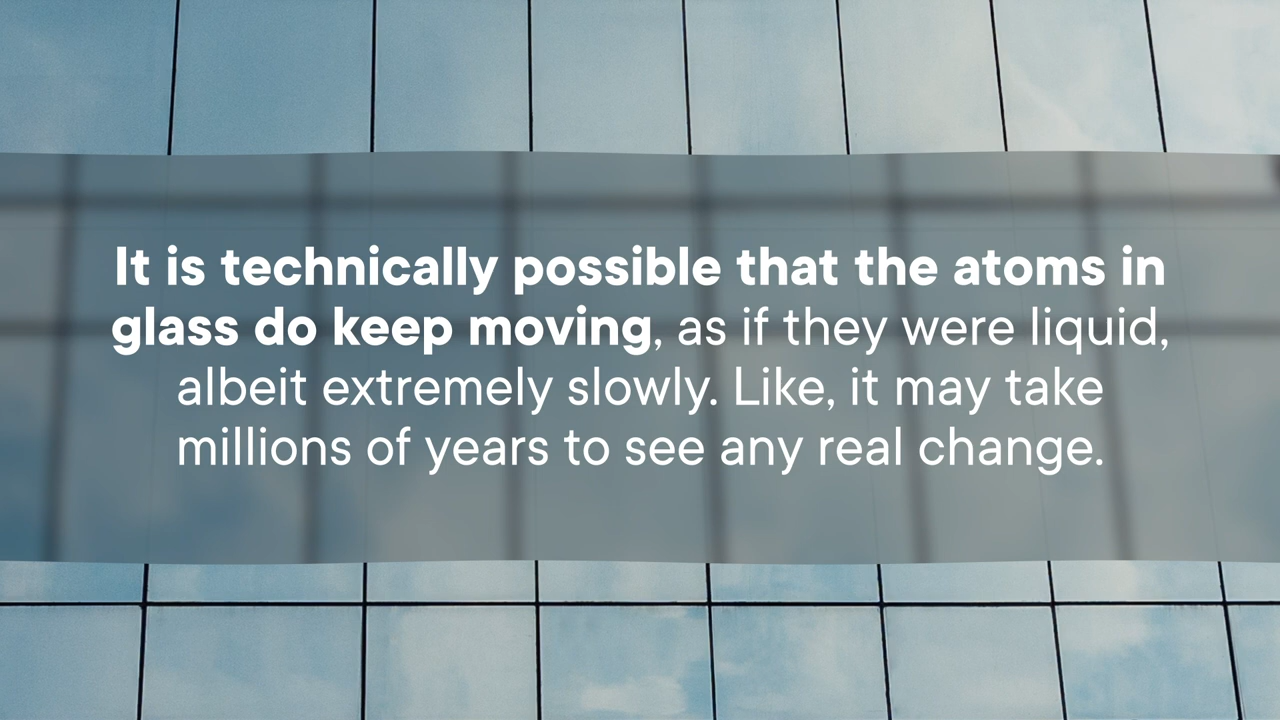 It is technically possible that the atoms in
glass do keep moving, as if they were liquid,
albeit extremely slowly. Like, it may take
millions of years to see any real change.